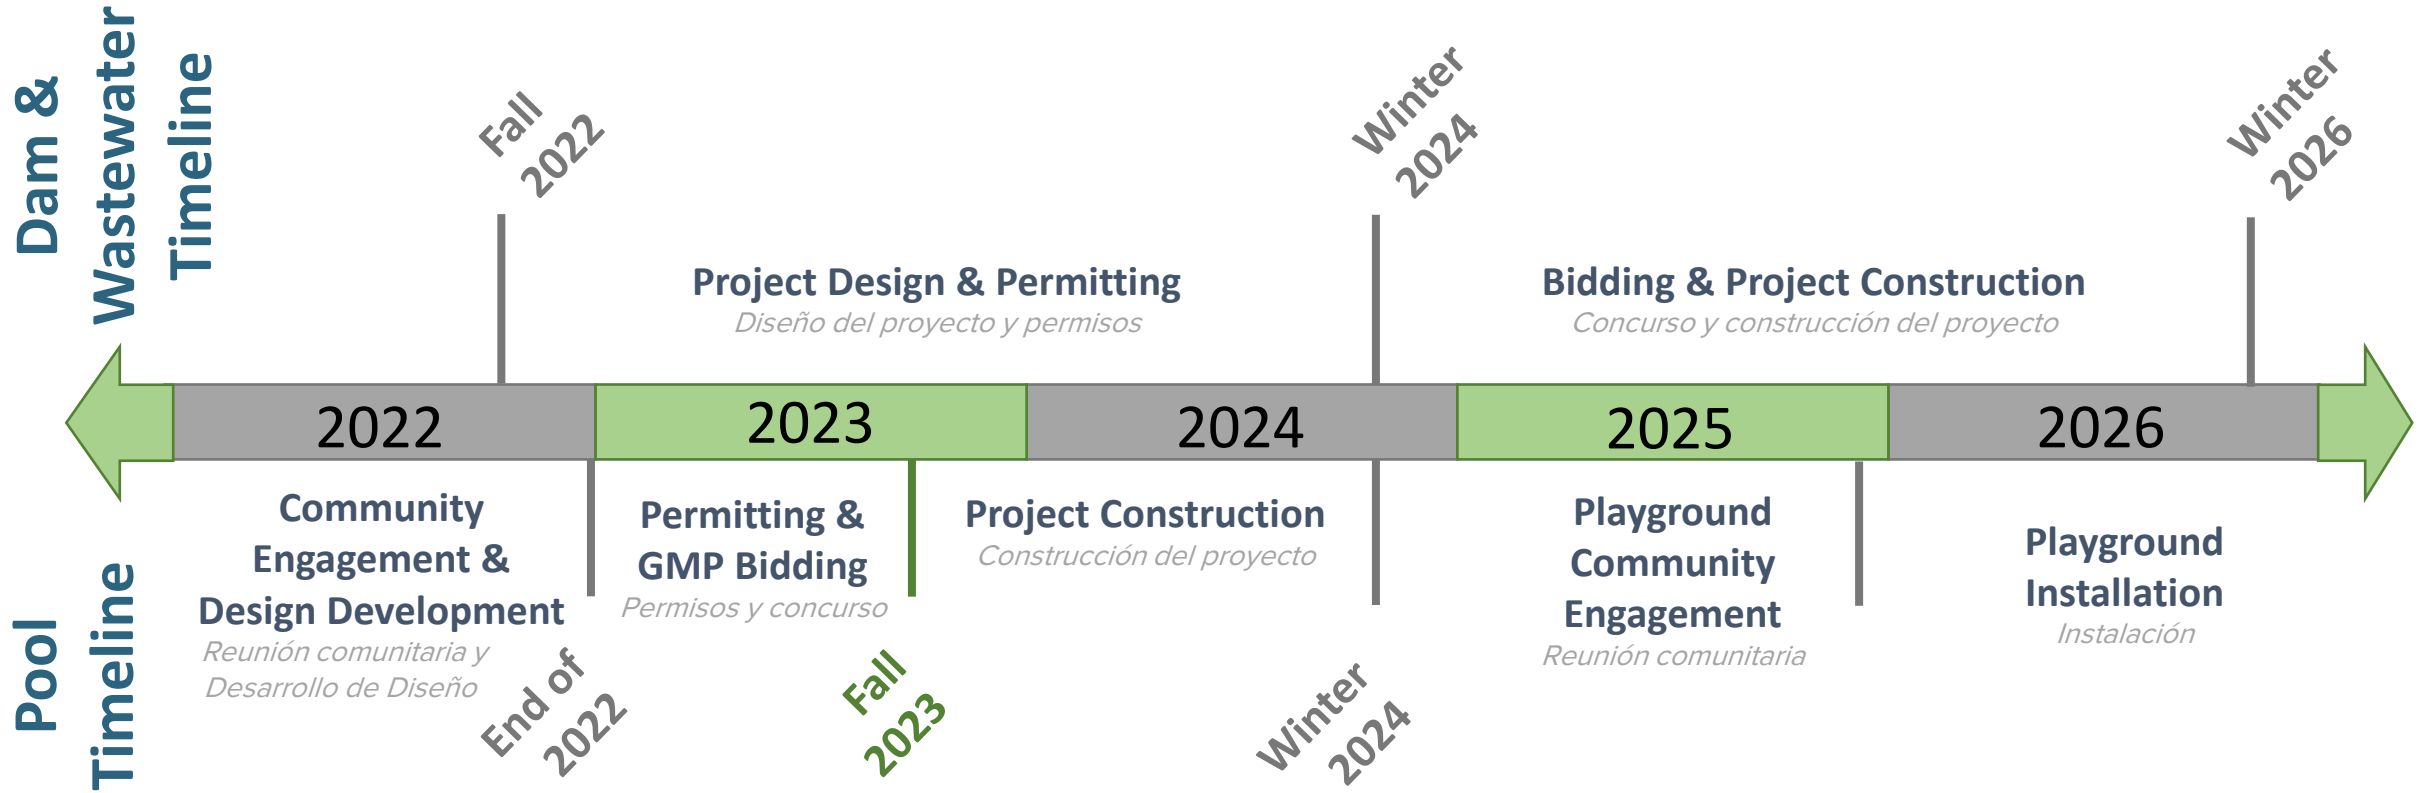 Dam &
Wastewater
Timeline
Fall
2022
Winter
2024
Winter
2026
Project Design & Permitting
Diseño del proyecto y permisos
Bidding & Project Construction
Concurso y construcción del proyecto
2022
2023
2024
2025
2026
Pool
Timeline
Community
Engagement &
Design Development
Reunión comunitaria y
Desarrollo de Diseño
End of
2022
Permitting &
GMP Bidding
Permisos y concurso
Fall
2023
Project Construction
Construcción del proyecto
Winter
2024
Playground
Community
Engagement
Reunión comunitaria
Playground
Installation
Instalación